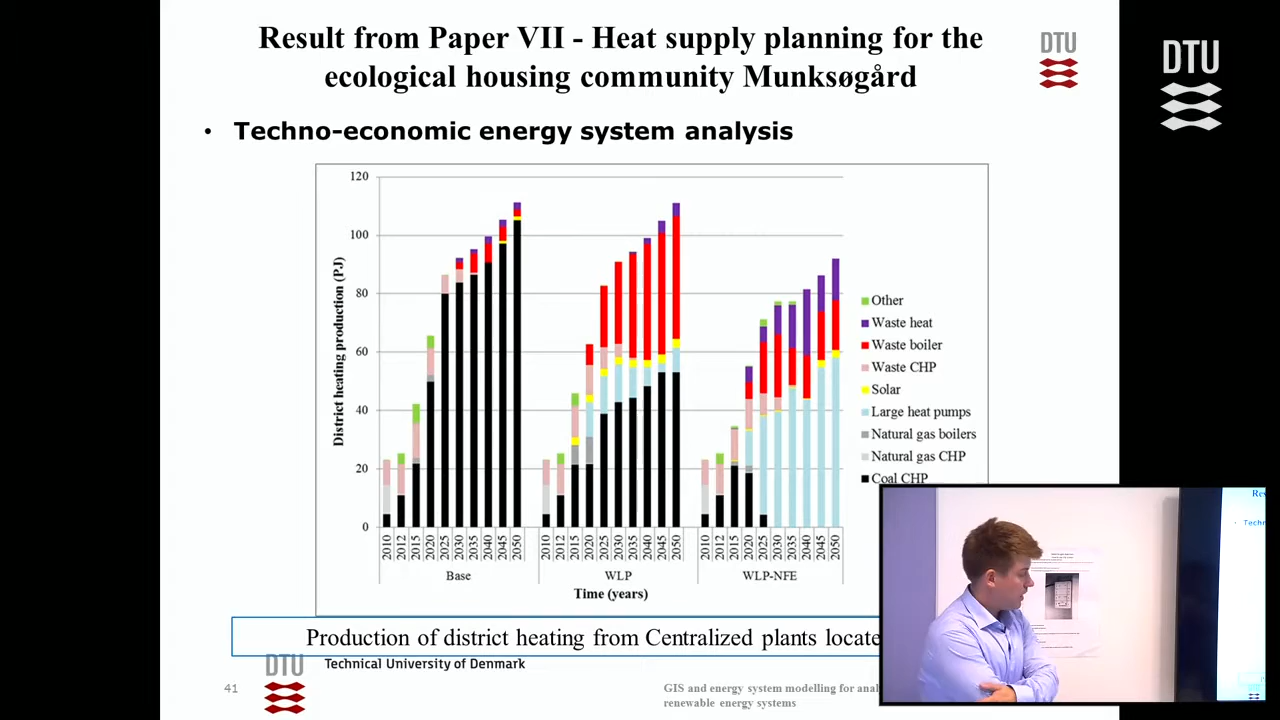 Result from Paper VII - Heat supply planning for the
ecological housing community Munksøgård
DTU
DTU
• Techno-economic energy system analysis
District heating production (PJ)
120
100
80
60
40
20
0
2010 2012 2015 2020 2025 2030 2035 2040 2045 2050
2010 2012 2015 2020 2025 2030 2035 2040 2045 2050
2010 2012 2015 2020 2025 2030 2035 2040 2045 2050
Base WLP WLP-NFE
Time (years)
Other
Waste heat
Waste boiler
Waste CHP
Solar
Large heat pumps
Natural gas boilers
Natural gas CHP
Coal CHP
Production of district heating from Centralized plants locate
DTU
Technical University of Denmark
41
GIS and energy system modelling for anal
renewable energy systems
Re
Techn